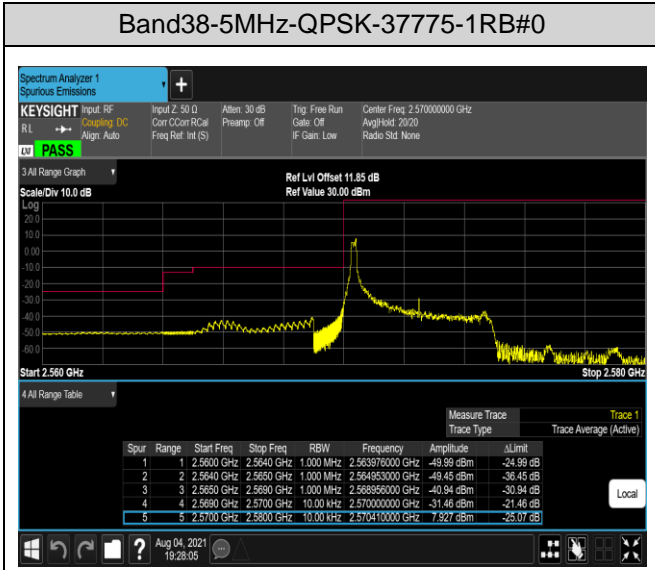 Band38-5MHz-QPSK-37775-1RB#0
Spectrum Analyzer 1
Spurious Emissions
+
KEYSIGHT Input: RF Input Z: 50 Ω Atten: 30 dB Trig: Free Run Center Freq: 2.570000000 GHz
RL Coupling: DC Corr CCorr RCal Preamp: Off Gate: Off Avg|Hold: 20/20
Align: Auto Freq Ref: Int (S) IF Gain: Low Radio Std: None
LXI PASS
3 All Range Graph
Ref Lvl Offset 11.85 dB
Scale/Div 10.0 dB Ref Value 30.00 dBm
Log
20.0
10.0
0.00
-10.0
-20.0
-30.0
-40.0
-50.0
-60.0
Start 2.560 GHz Stop 2.580 GHz
4 All Range Table
Measure Trace Trace 1
Trace Type Trace Average (Active)
Spur Range Start Freq Stop Freq RBW Frequency Amplitude ΔLimit
1 1 2.5600 GHz 2.5640 GHz 1.000 MHz 2.563976000 GHz -49.99 dBm -24.99 dB
2 2 2.5640 GHz 2.5650 GHz 1.000 MHz 2.564953000 GHz -49.45 dBm -36.45 dB
3 3 2.5650 GHz 2.5690 GHz 1.000 MHz 2.568956000 GHz -40.94 dBm -30.94 dB
4 4 2.5690 GHz 2.5700 GHz 10.00 kHz 2.570000000 GHz -31.46 dBm -21.46 dB
5 5 2.5700 GHz 2.5800 GHz 10.00 kHz 2.570410000 GHz 7.927 dBm -25.07 dB
Local
? Aug 04, 2021
19:28:05